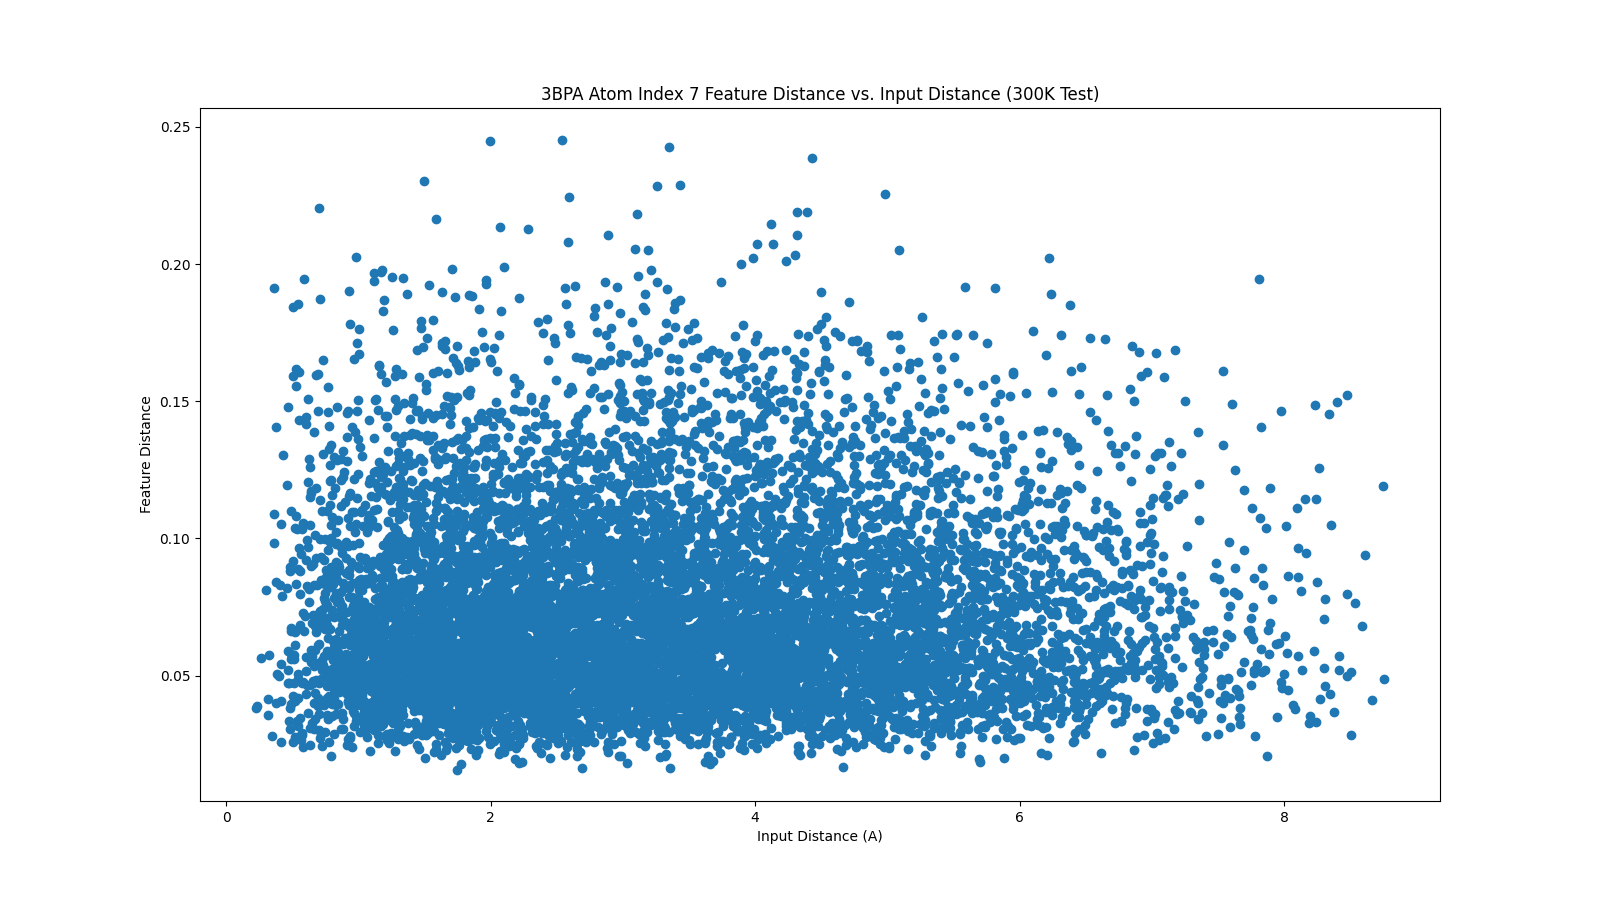 3BPA Atom Index 7 Feature Distance vs. Input Distance (300K Test)
0.25
0.20
0.15
0.10
0.05
Feature Distance
0 2 4 6 8
Input Distance (A)